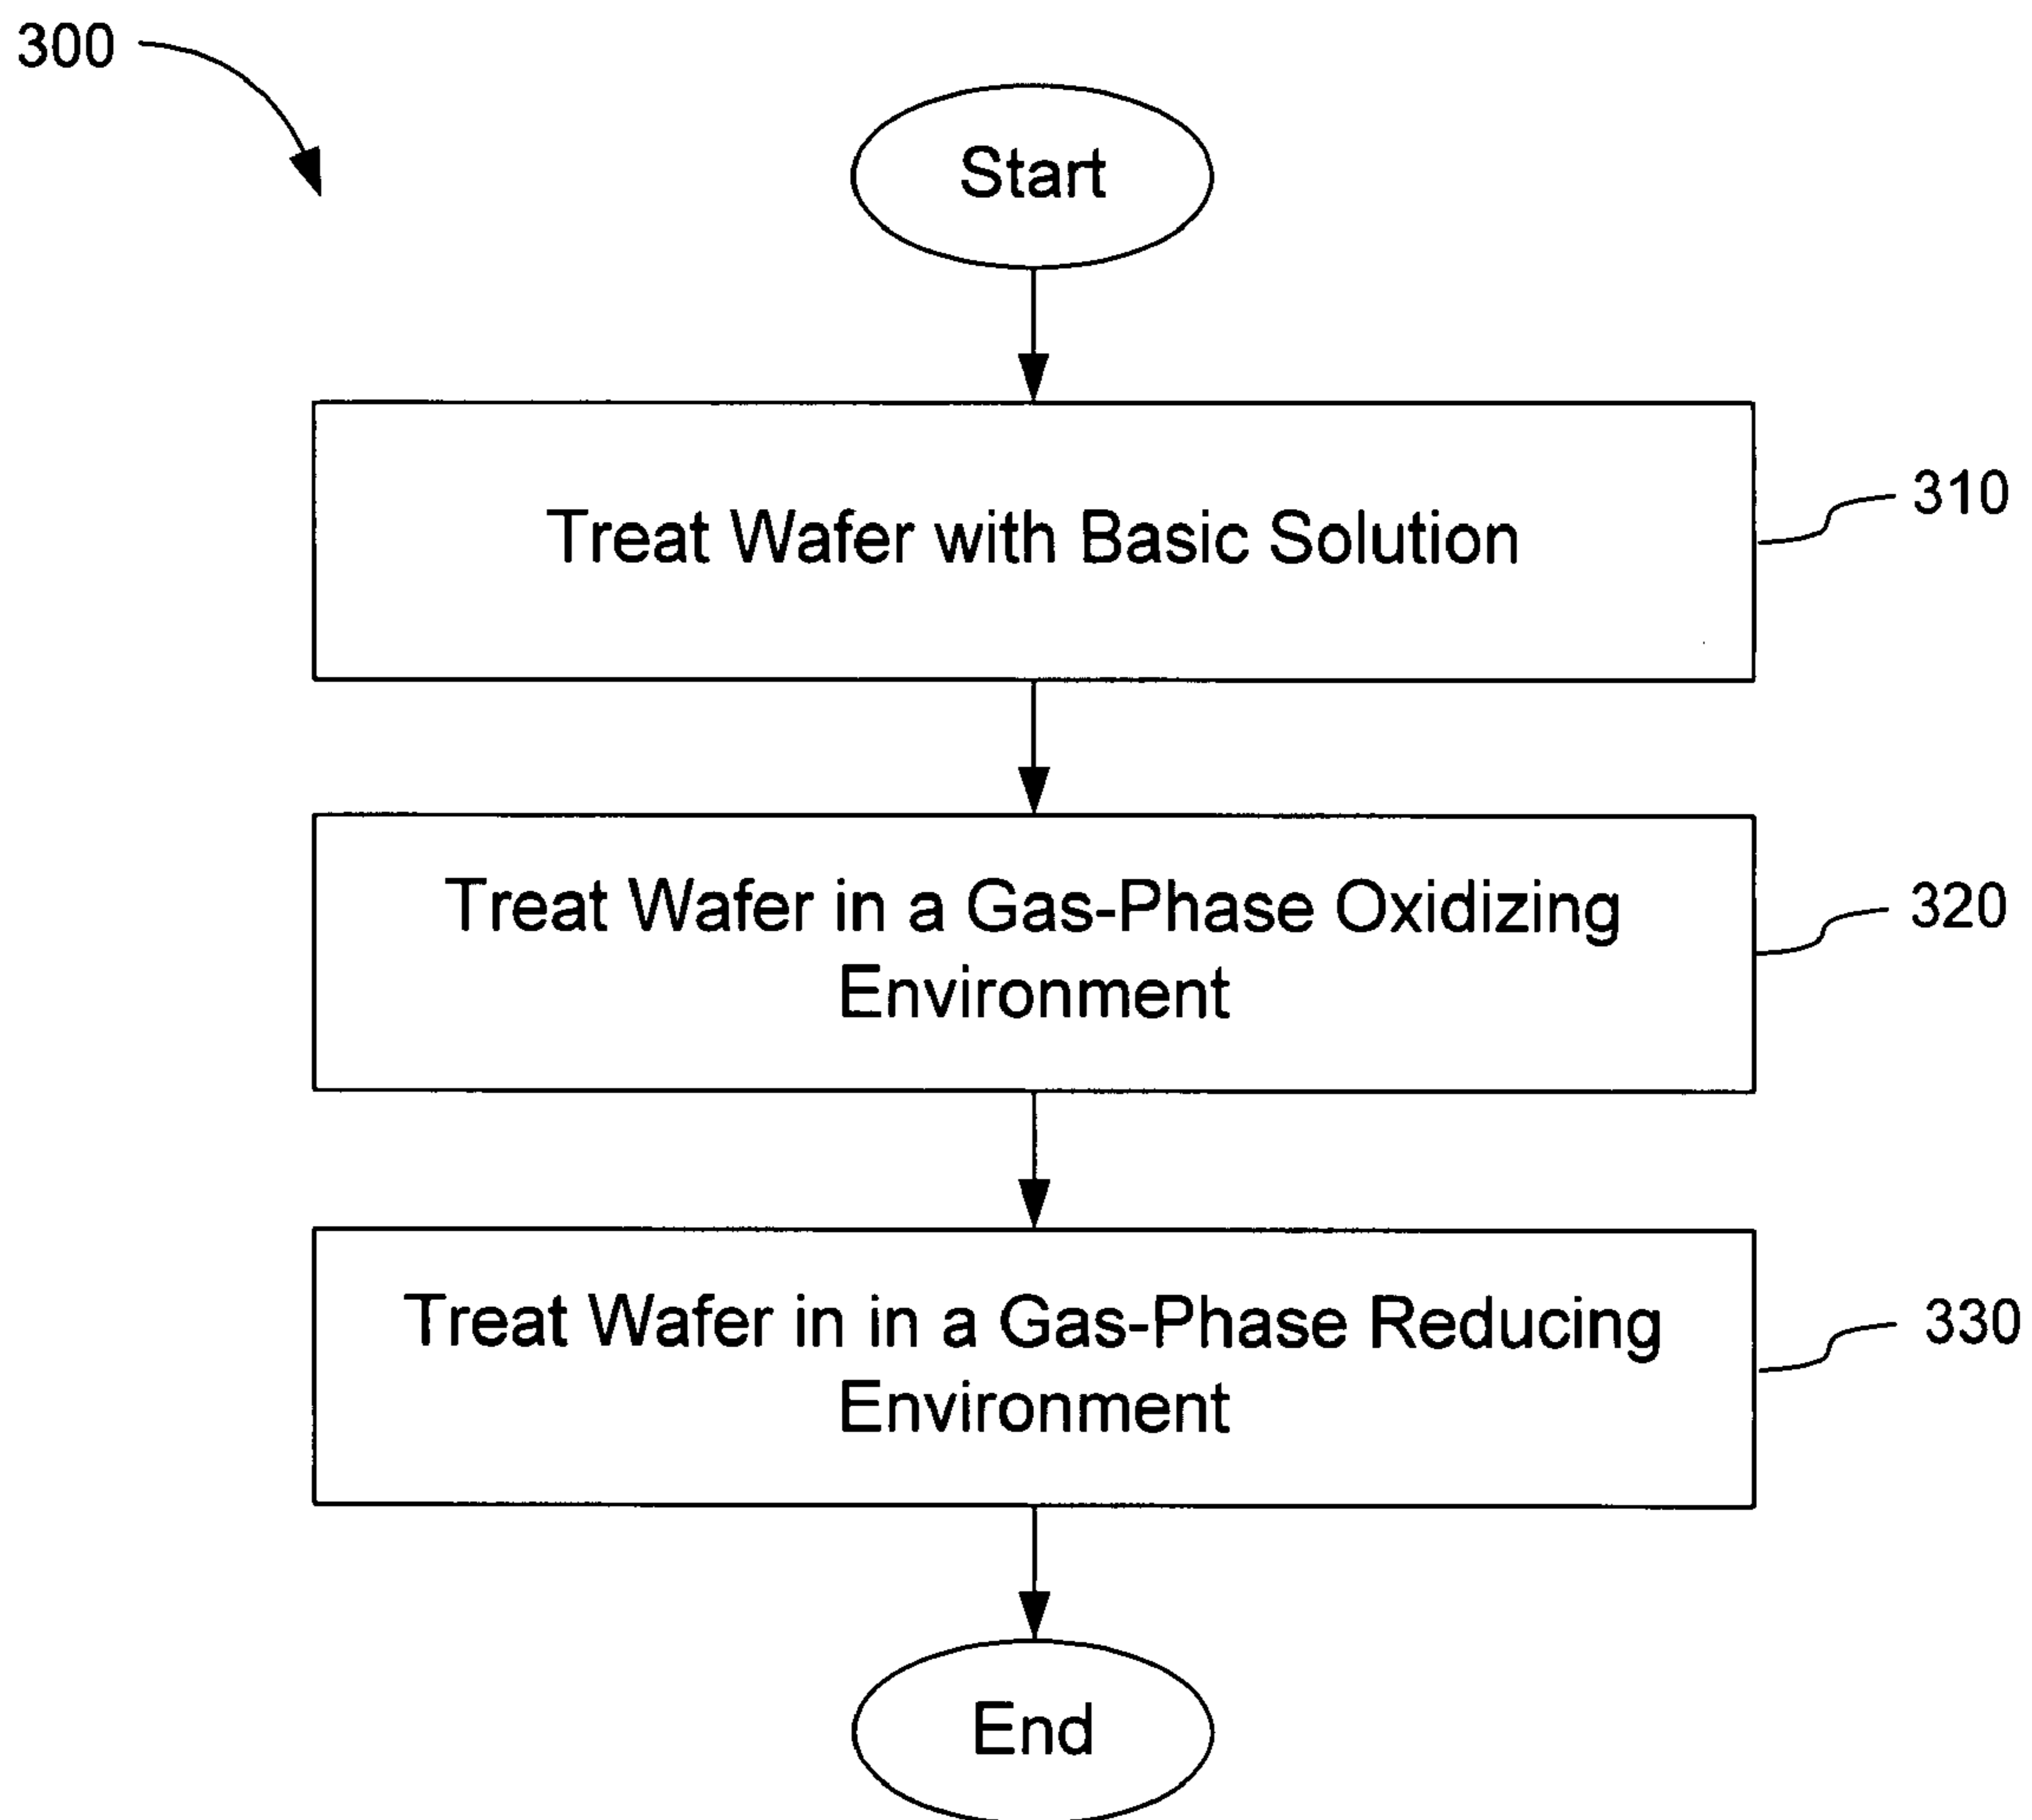 300
Start
Treat Wafer with Basic Solution
310
Treat Wafer in a Gas-Phase Oxidizing
Environment
320
Treat Wafer in in a Gas-Phase Reducing
Environment
330
End